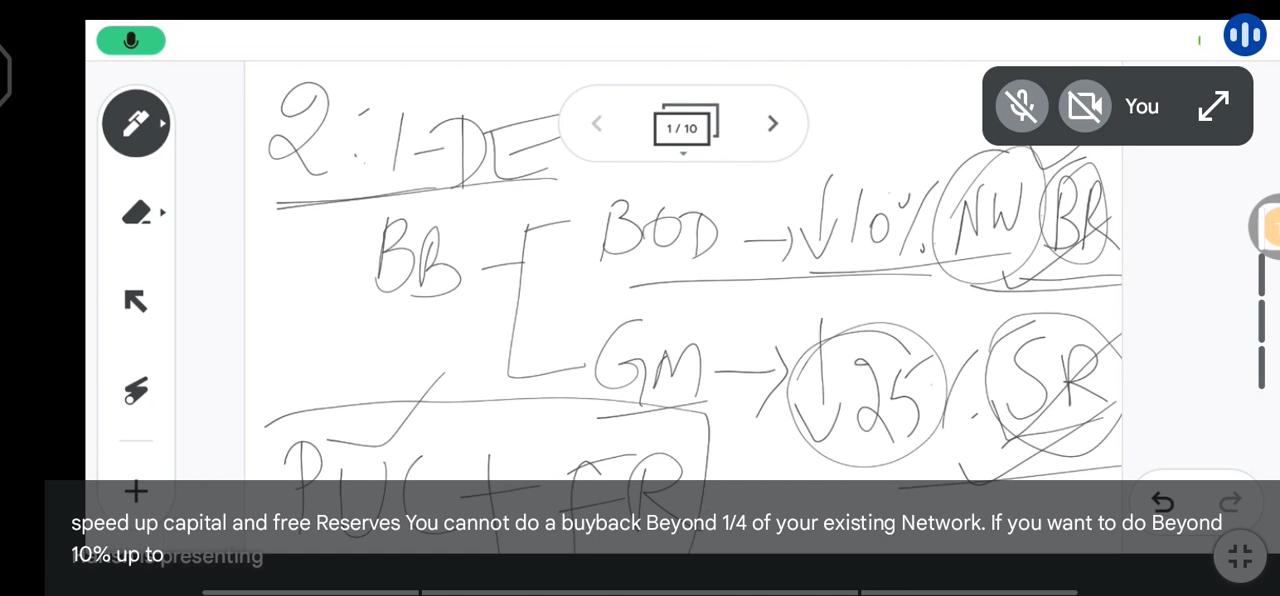 2:1-DE
1 / 10
You
BB - BOD → ↓10% NW BR
GM → ↓25%. SR
PUC + FR
speed up capital and free Reserves You cannot do a buyback Beyond 1/4 of your existing Network. If you want to do Beyond
10% up to
is presenting